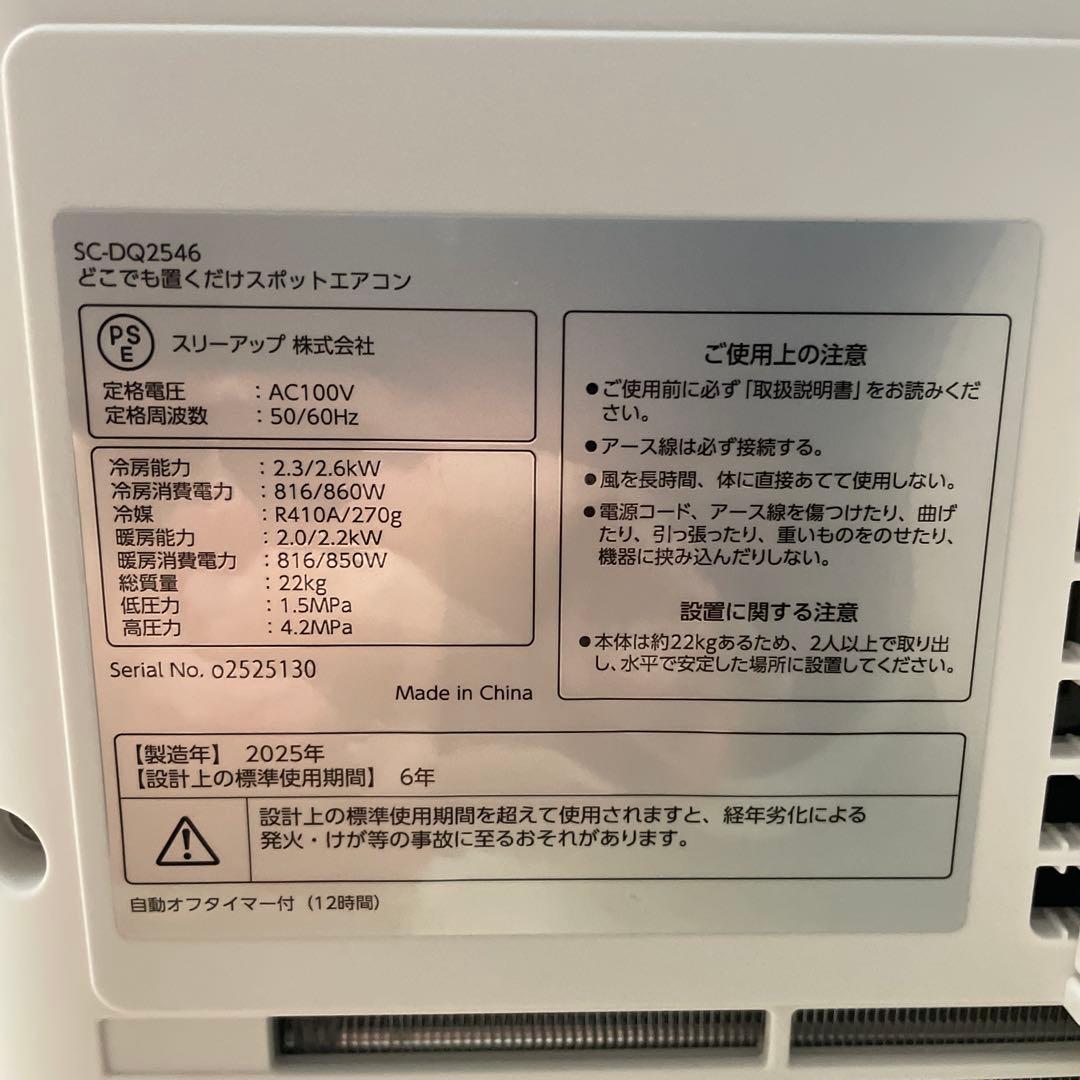 SC-DQ2546
どこでも置くだけスポットエアコン
PS
E
スリーアップ 株式会社
定格電圧 : AC100V
定格周波数 : 50/60Hz
冷房能力 : 2.3/2.6kW
冷房消費電力 : 816/860W
冷媒 : R410A/270g
暖房能力 : 2.0/2.2kW
暖房消費電力 : 816/850W
総質量 : 22kg
低圧力 : 1.5MPa
高圧力 : 4.2MPa
Serial No. o2525130
Made in China
ご使用上の注意
●ご使用前に必ず「取扱説明書」をお読みくだ
さい。
●アース線は必ず接続する。
●風を長時間、体に直接あてて使用しない。
●電源コード、アース線を傷つけたり、曲げ
たり、引っ張ったり、重いものをのせたり、
機器に挟み込んだりしない。
設置に関する注意
●本体は約22kgあるため、2人以上で取り出
し、水平で安定した場所に設置してください。
【製造年】 2025年
【設計上の標準使用期間】 6年
設計上の標準使用期間を超えて使用されますと、経年劣化による
発火・けが等の事故に至るおそれがあります。
自動オフタイマー付（12時間）